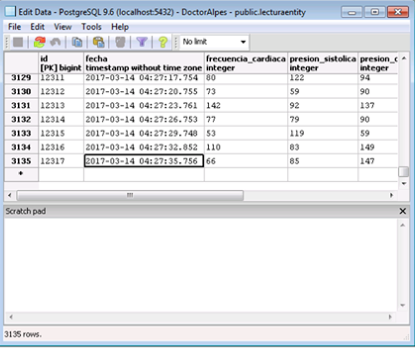 Edit Data - PostgreSQL 9.6 (localhost:5432) - DoctorAlpes - public.lecturaentity
File Edit View Tools Help
No limit
id fecha frecuencia_cardiaca presion_sistolica presion_c
[PK] bigint timestamp without time zone integer integer integer
3129 12311 2017-03-14 04:27:17.754 80 122 94
3130 12312 2017-03-14 04:27:20.755 73 59 90
3131 12313 2017-03-14 04:27:23.761 142 92 137
3132 12314 2017-03-14 04:27:26.753 77 79 90
3133 12315 2017-03-14 04:27:29.748 53 119 59
3134 12316 2017-03-14 04:27:32.852 110 83 149
3135 12317 2017-03-14 04:27:35.756 66 85 147
*
Scratch pad
3135 rows.